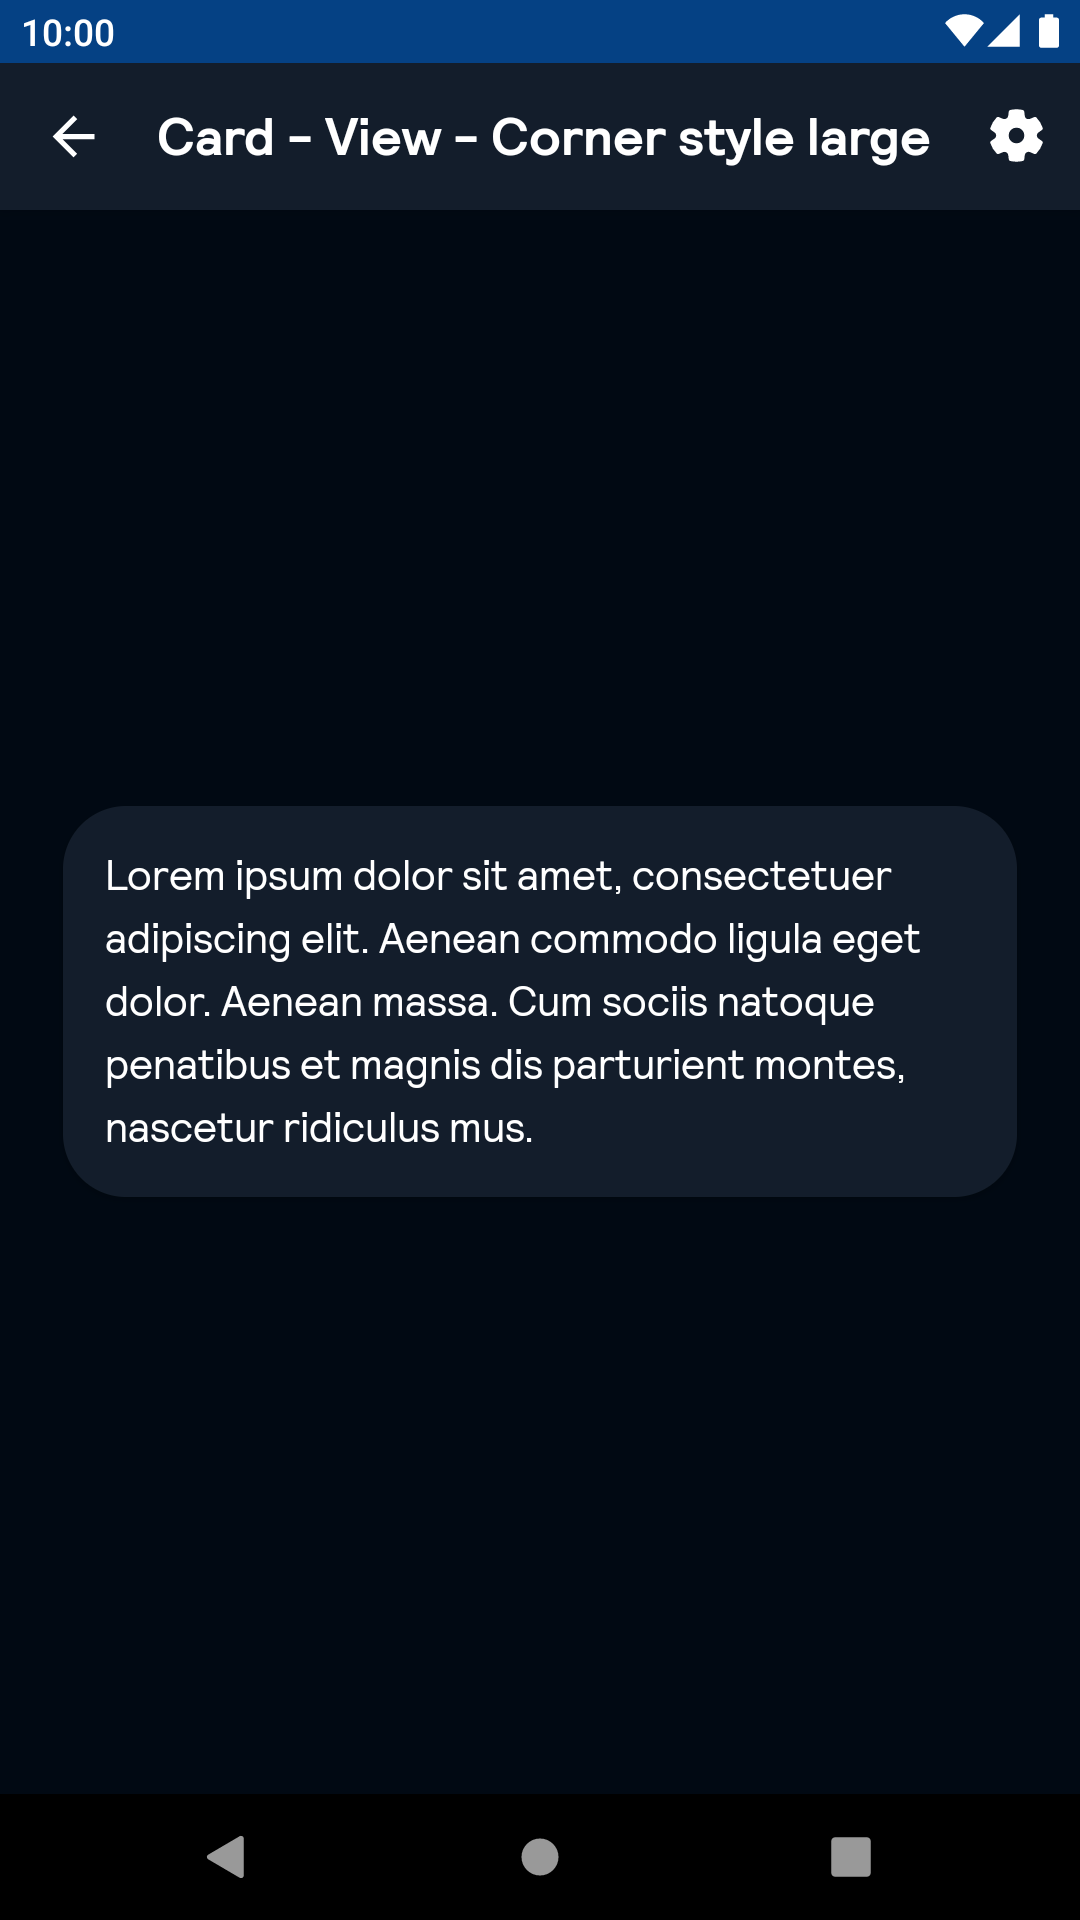 10:00
Card - View - Corner style large
Lorem ipsum dolor sit amet, consectetuer
adipiscing elit. Aenean commodo ligula eget
dolor. Aenean massa. Cum sociis natoque
penatibus et magnis dis parturient montes,
nascetur ridiculus mus.